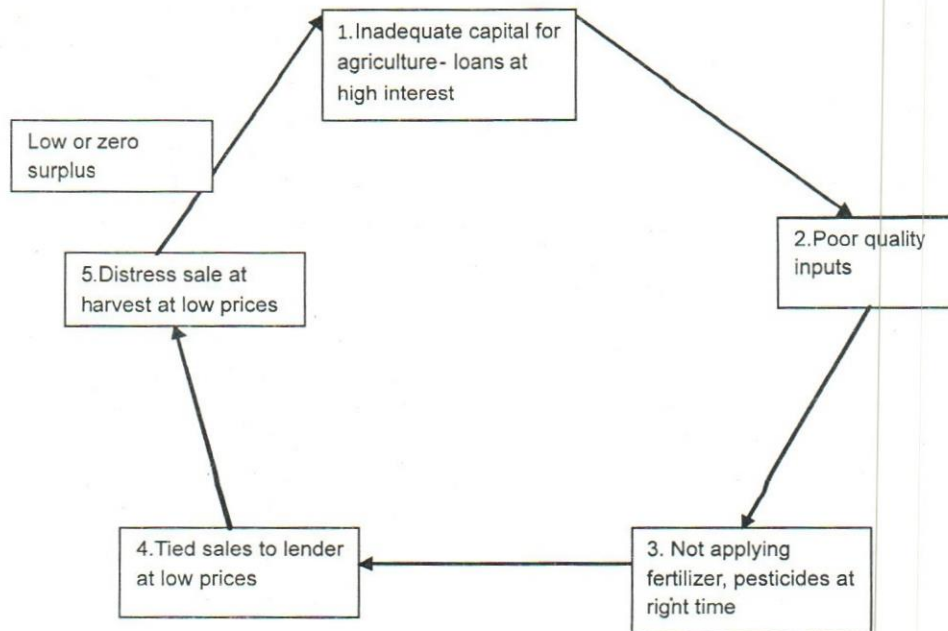 1.Inadequate capital for
agriculture- loans at
high interest
Low or zero
surplus
2.Poor quality
inputs
5.Distress sale at
harvest at low prices
4.Tied sales to lender
at low prices
3. Not applying
fertilizer, pesticides at
right time